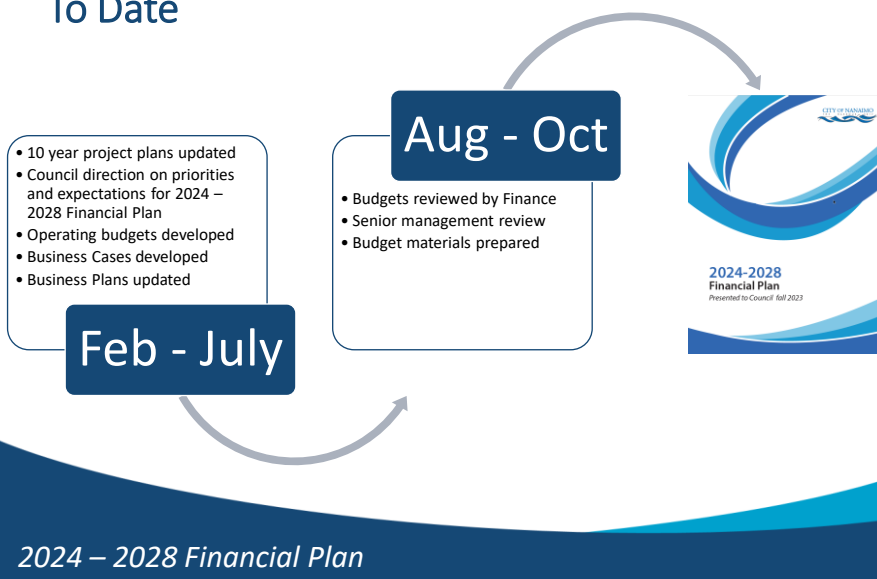 To Date
• 10 year project plans updated
• Council direction on priorities
and expectations for 2024 –
2028 Financial Plan
• Operating budgets developed
• Business Cases developed
• Business Plans updated
Feb - July
Aug - Oct
• Budgets reviewed by Finance
• Senior management review
• Budget materials prepared
CITY OF NANAIMO
2024-2028
Financial Plan
Presented to Council fall 2023
2024 – 2028 Financial Plan